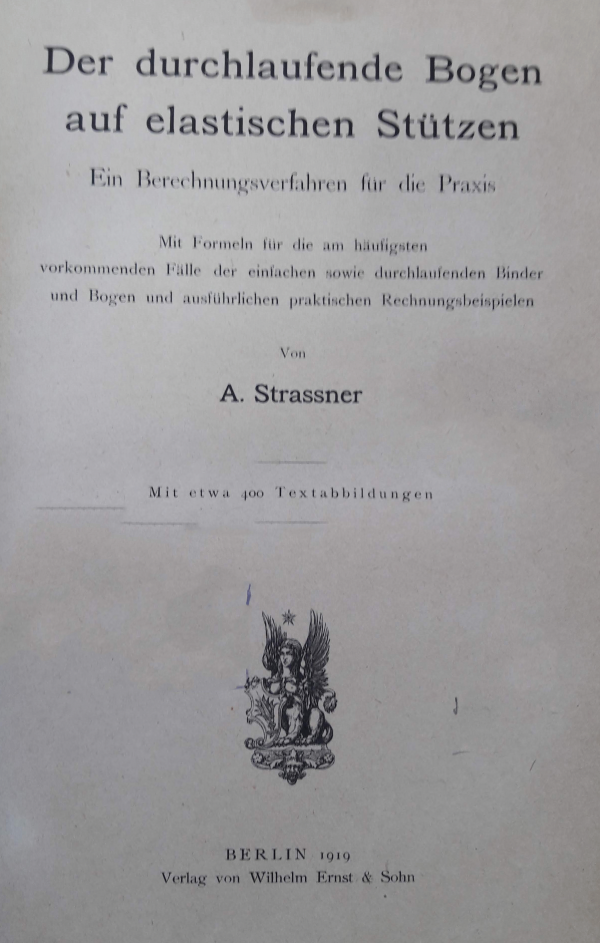 Der durchlaufende Bogen
auf elastischen Stützen
Ein Berechnungsverfahren für die Praxis
Mit Formeln für die am häufigsten
vorkommenden Fälle der einfachen sowie durchlaufenden Binder
und Bogen und ausführlichen praktischen Rechnungsbeispielen
Von
A. Strassner
Mit etwa 400 Textabbildungen
BERLIN 1919
Verlag von Wilhelm Ernst & Sohn